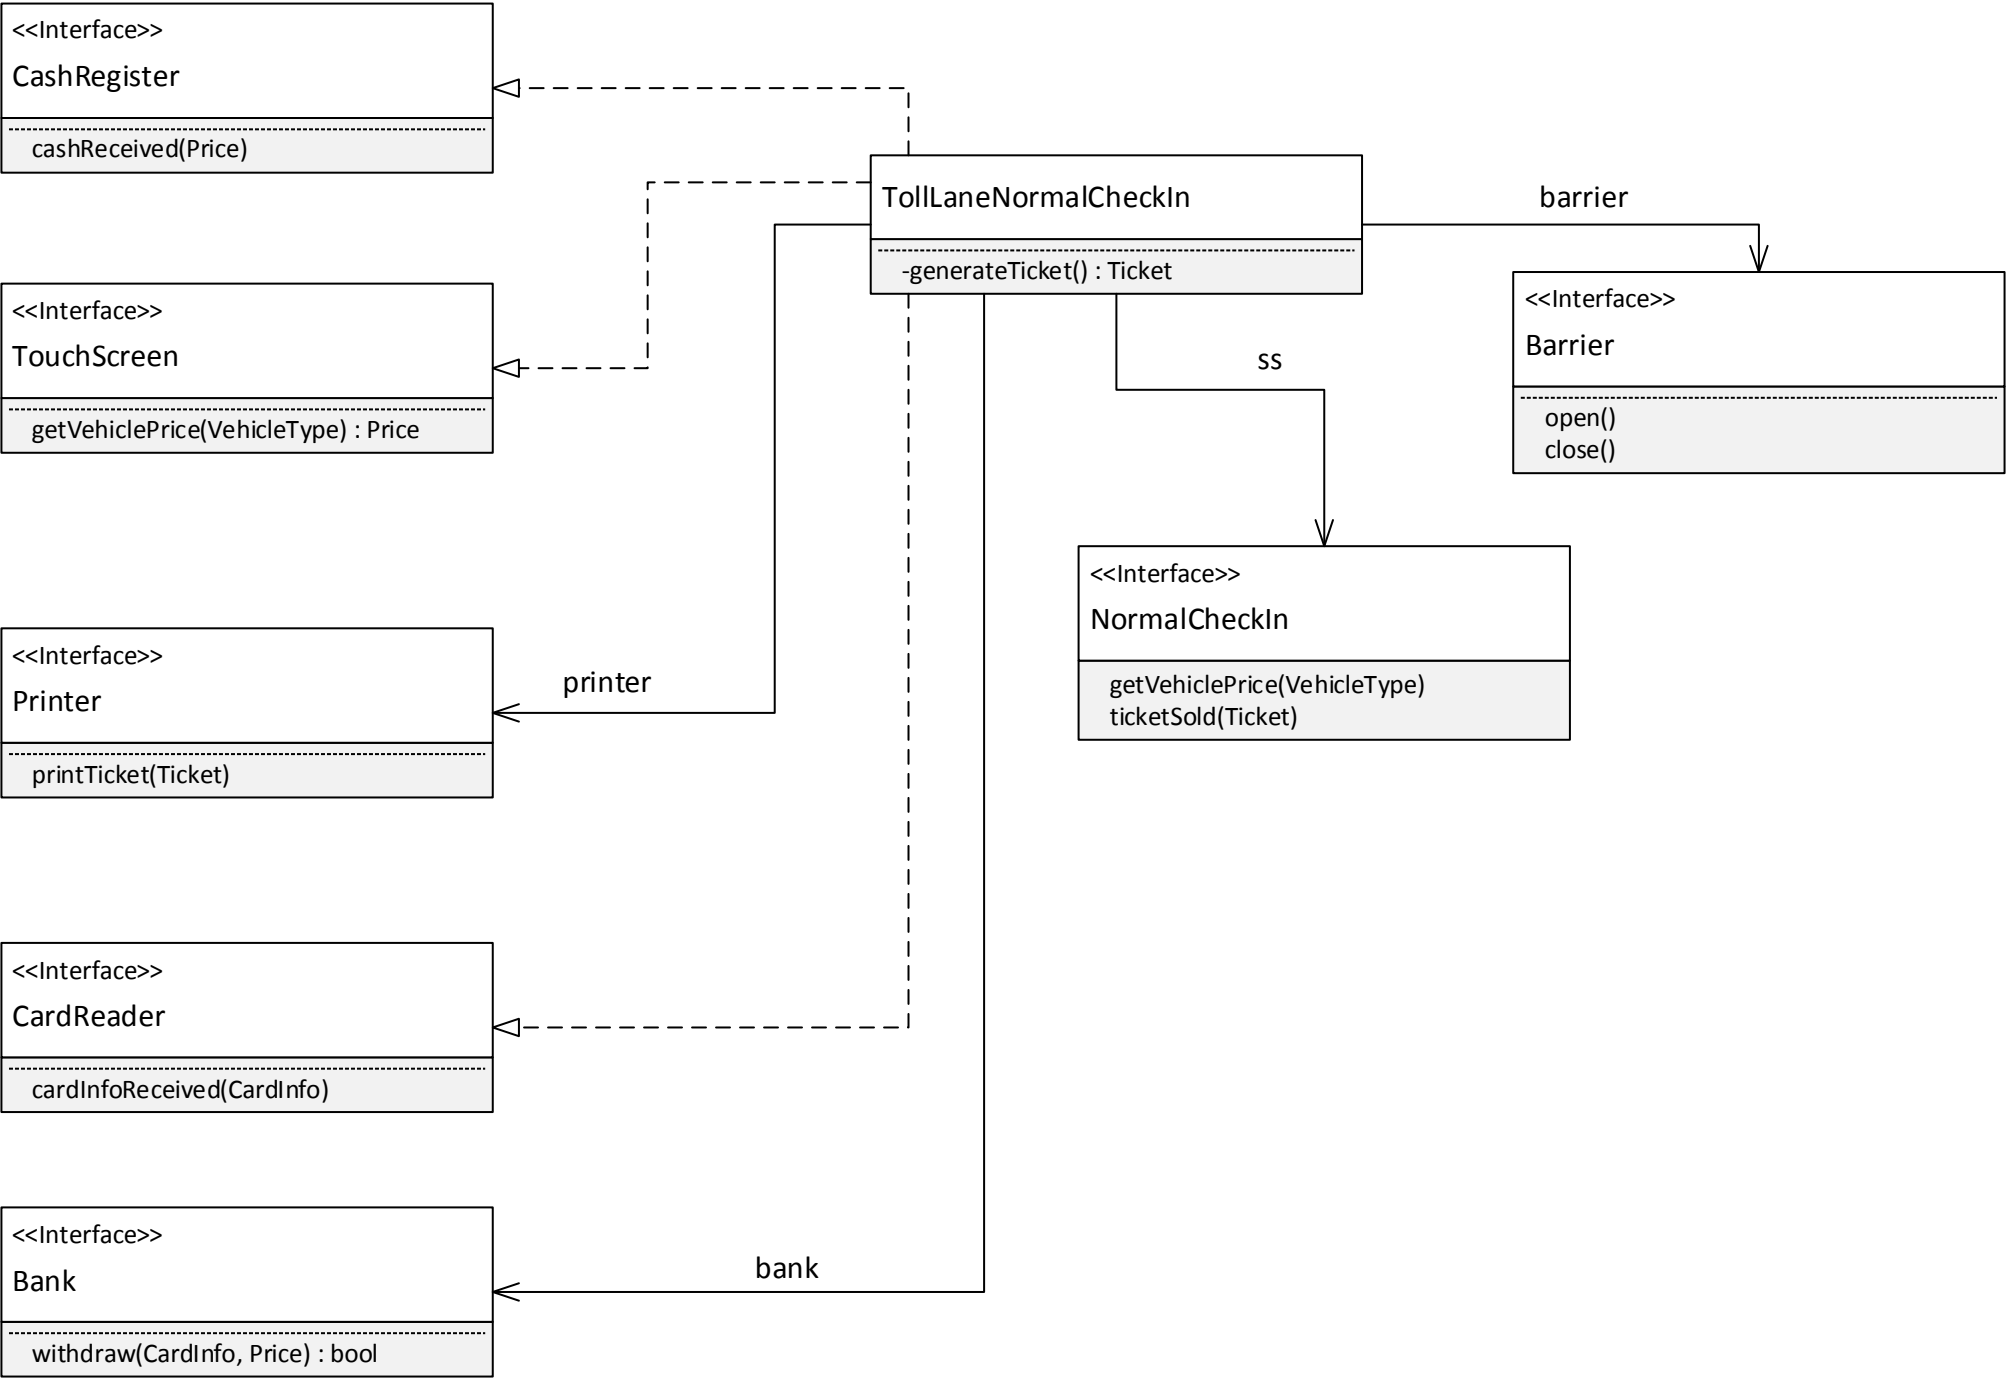 <<Interface>>
CashRegister
cashReceived(Price)
TollLaneNormalCheckIn
-generateTicket() : Ticket
barrier
<<Interface>>
TouchScreen
getVehiclePrice(VehicleType) : Price
<<Interface>>
Barrier
open()
close()
ss
<<Interface>>
NormalCheckIn
getVehiclePrice(VehicleType)
ticketSold(Ticket)
<<Interface>>
Printer
printTicket(Ticket)
printer
<<Interface>>
CardReader
cardInfoReceived(CardInfo)
<<Interface>>
Bank
withdraw(CardInfo, Price) : bool
bank